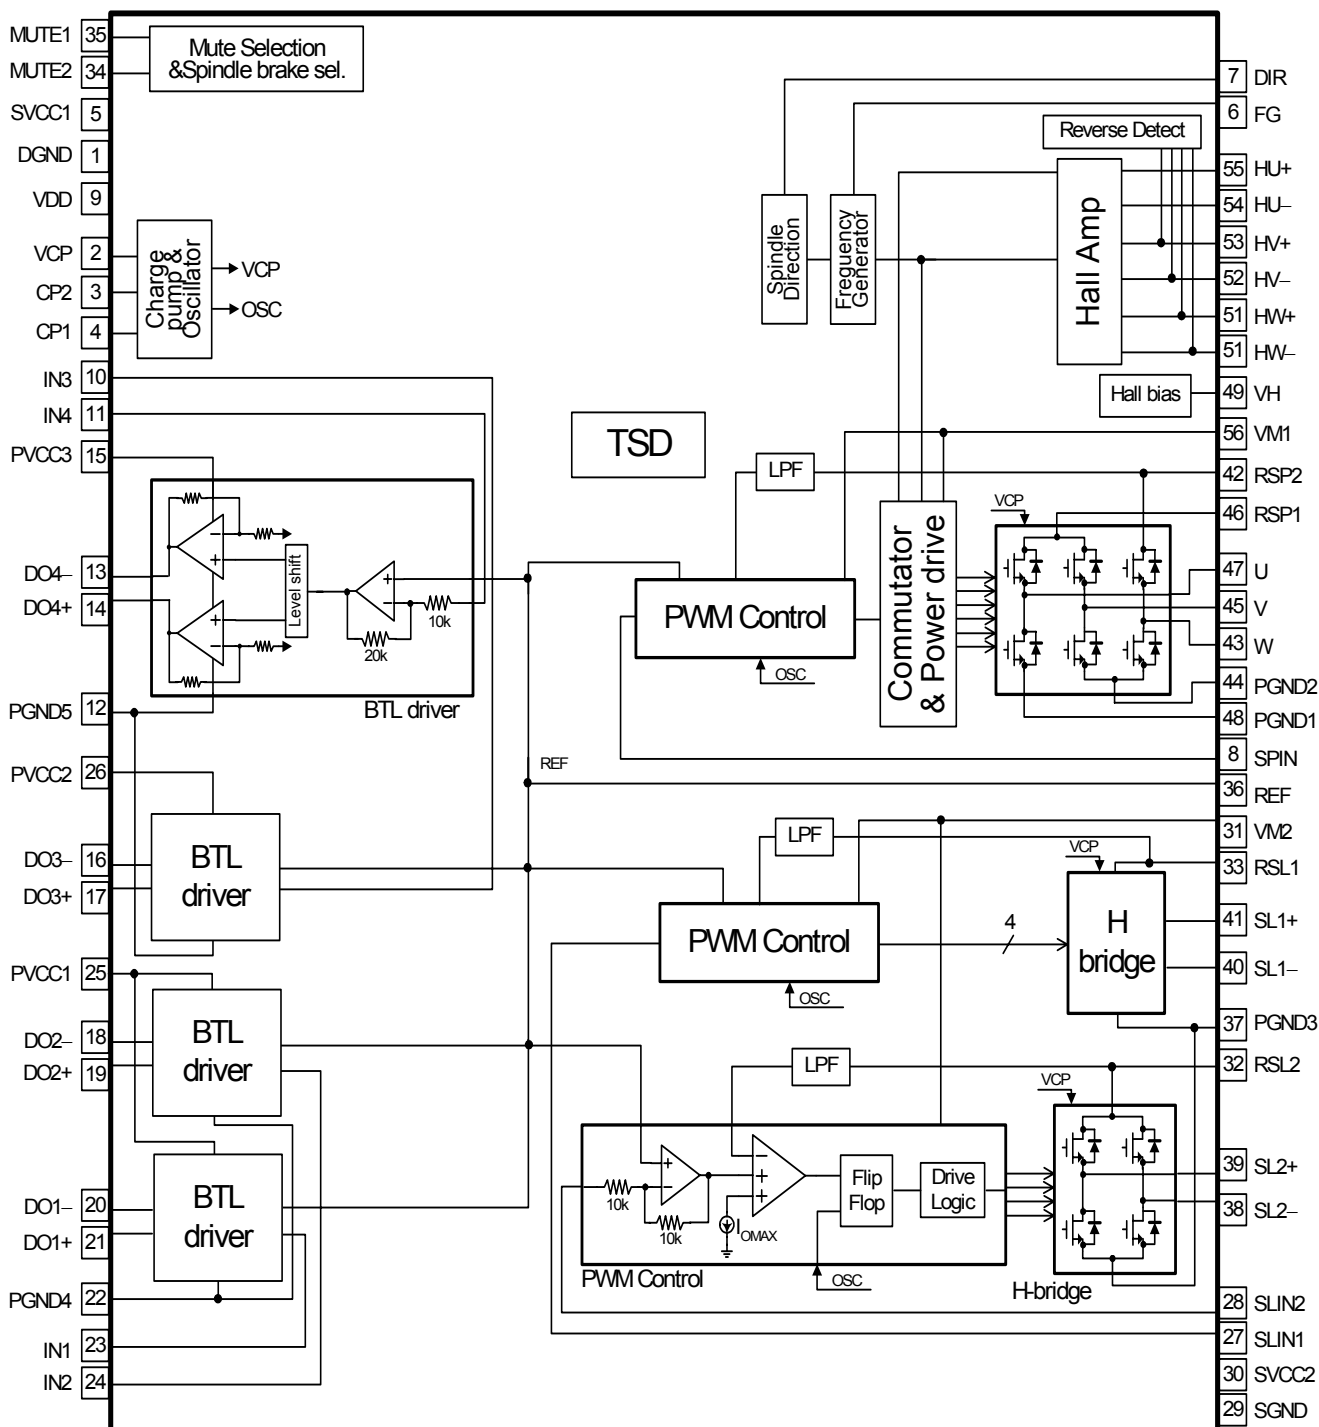 MUTE1 35
MUTE2 34
SVCC1 5
DGND 1
VDD 9
VCP 2
CP2 3
CP1 4
IN3 10
IN4 11
PVCC3 15
DO4– 13
DO4+ 14
PGND5 12
PVCC2 26
DO3– 16
DO3+ 17
PVCC1 25
DO2– 18
DO2+ 19
DO1– 20
DO1+ 21
PGND4 22
IN1 23
IN2 24
Mute Selection
&Spindle brake sel.
Charge
pump &
Oscillator
VCP
OSC
TSD
Level shift
–
+
+
–
+
–
10k
20k
BTL driver
REF
BTL
driver
BTL
driver
BTL
driver
Spindle
Direction
Freguency
Generator
Reverse Detect
Hall Amp
Hall bias
LPF
PWM Control
OSC
Commutator
& Power drive
VCP
LPF
PWM Control
OSC
4
VCP
H
bridge
LPF
VCP
10k
+
–
10k
–
+
+
IOMAX
Flip
Flop
Drive
Logic
PWM Control
OSC
H-bridge
7 DIR
6 FG
55 HU+
54 HU–
53 HV+
52 HV–
51 HW+
51 HW–
49 VH
56 VM1
42 RSP2
46 RSP1
47 U
45 V
43 W
44 PGND2
48 PGND1
8 SPIN
36 REF
31 VM2
33 RSL1
41 SL1+
40 SL1–
37 PGND3
32 RSL2
39 SL2+
38 SL2–
28 SLIN2
27 SLIN1
30 SVCC2
29 SGND